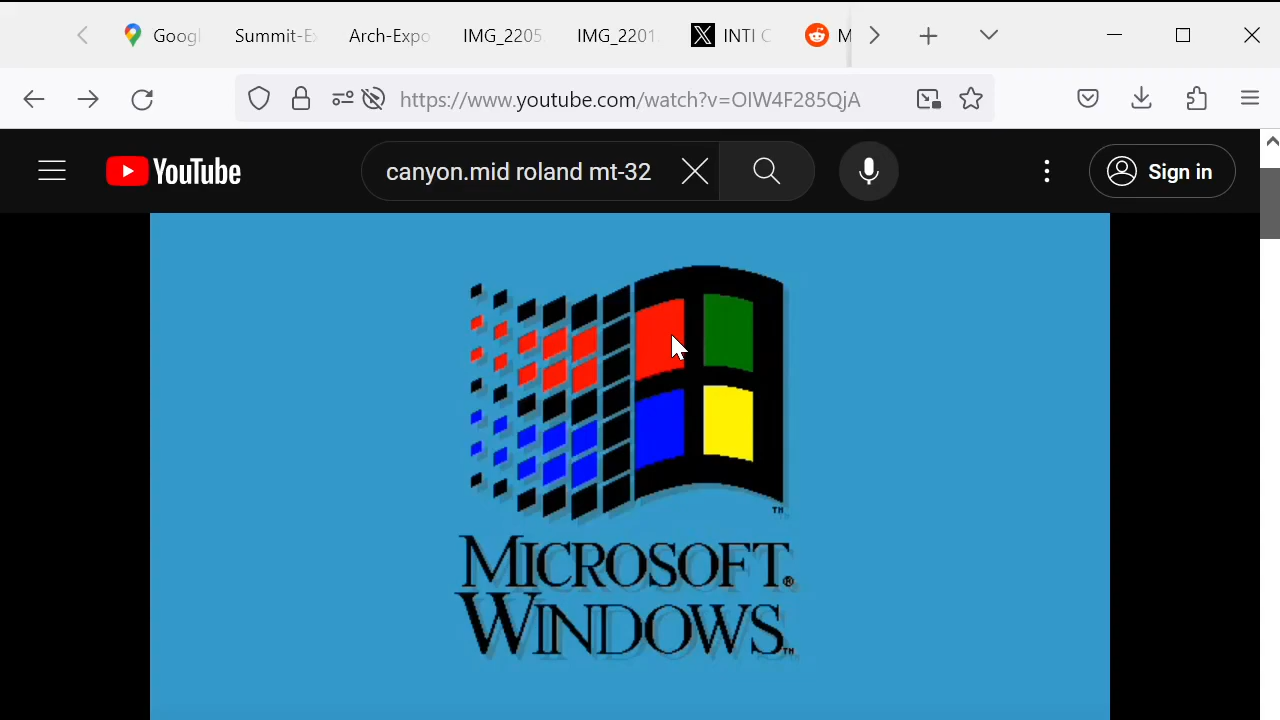 Googl
Summit-E
Arch-Expo
IMG_2205
IMG_2201
INTI C
M
https://www.youtube.com/watch?v=OIW4F285QjA
YouTube
canyon.mid roland mt-32
Sign in
TM
MICROSOFT®
WINDOWS™